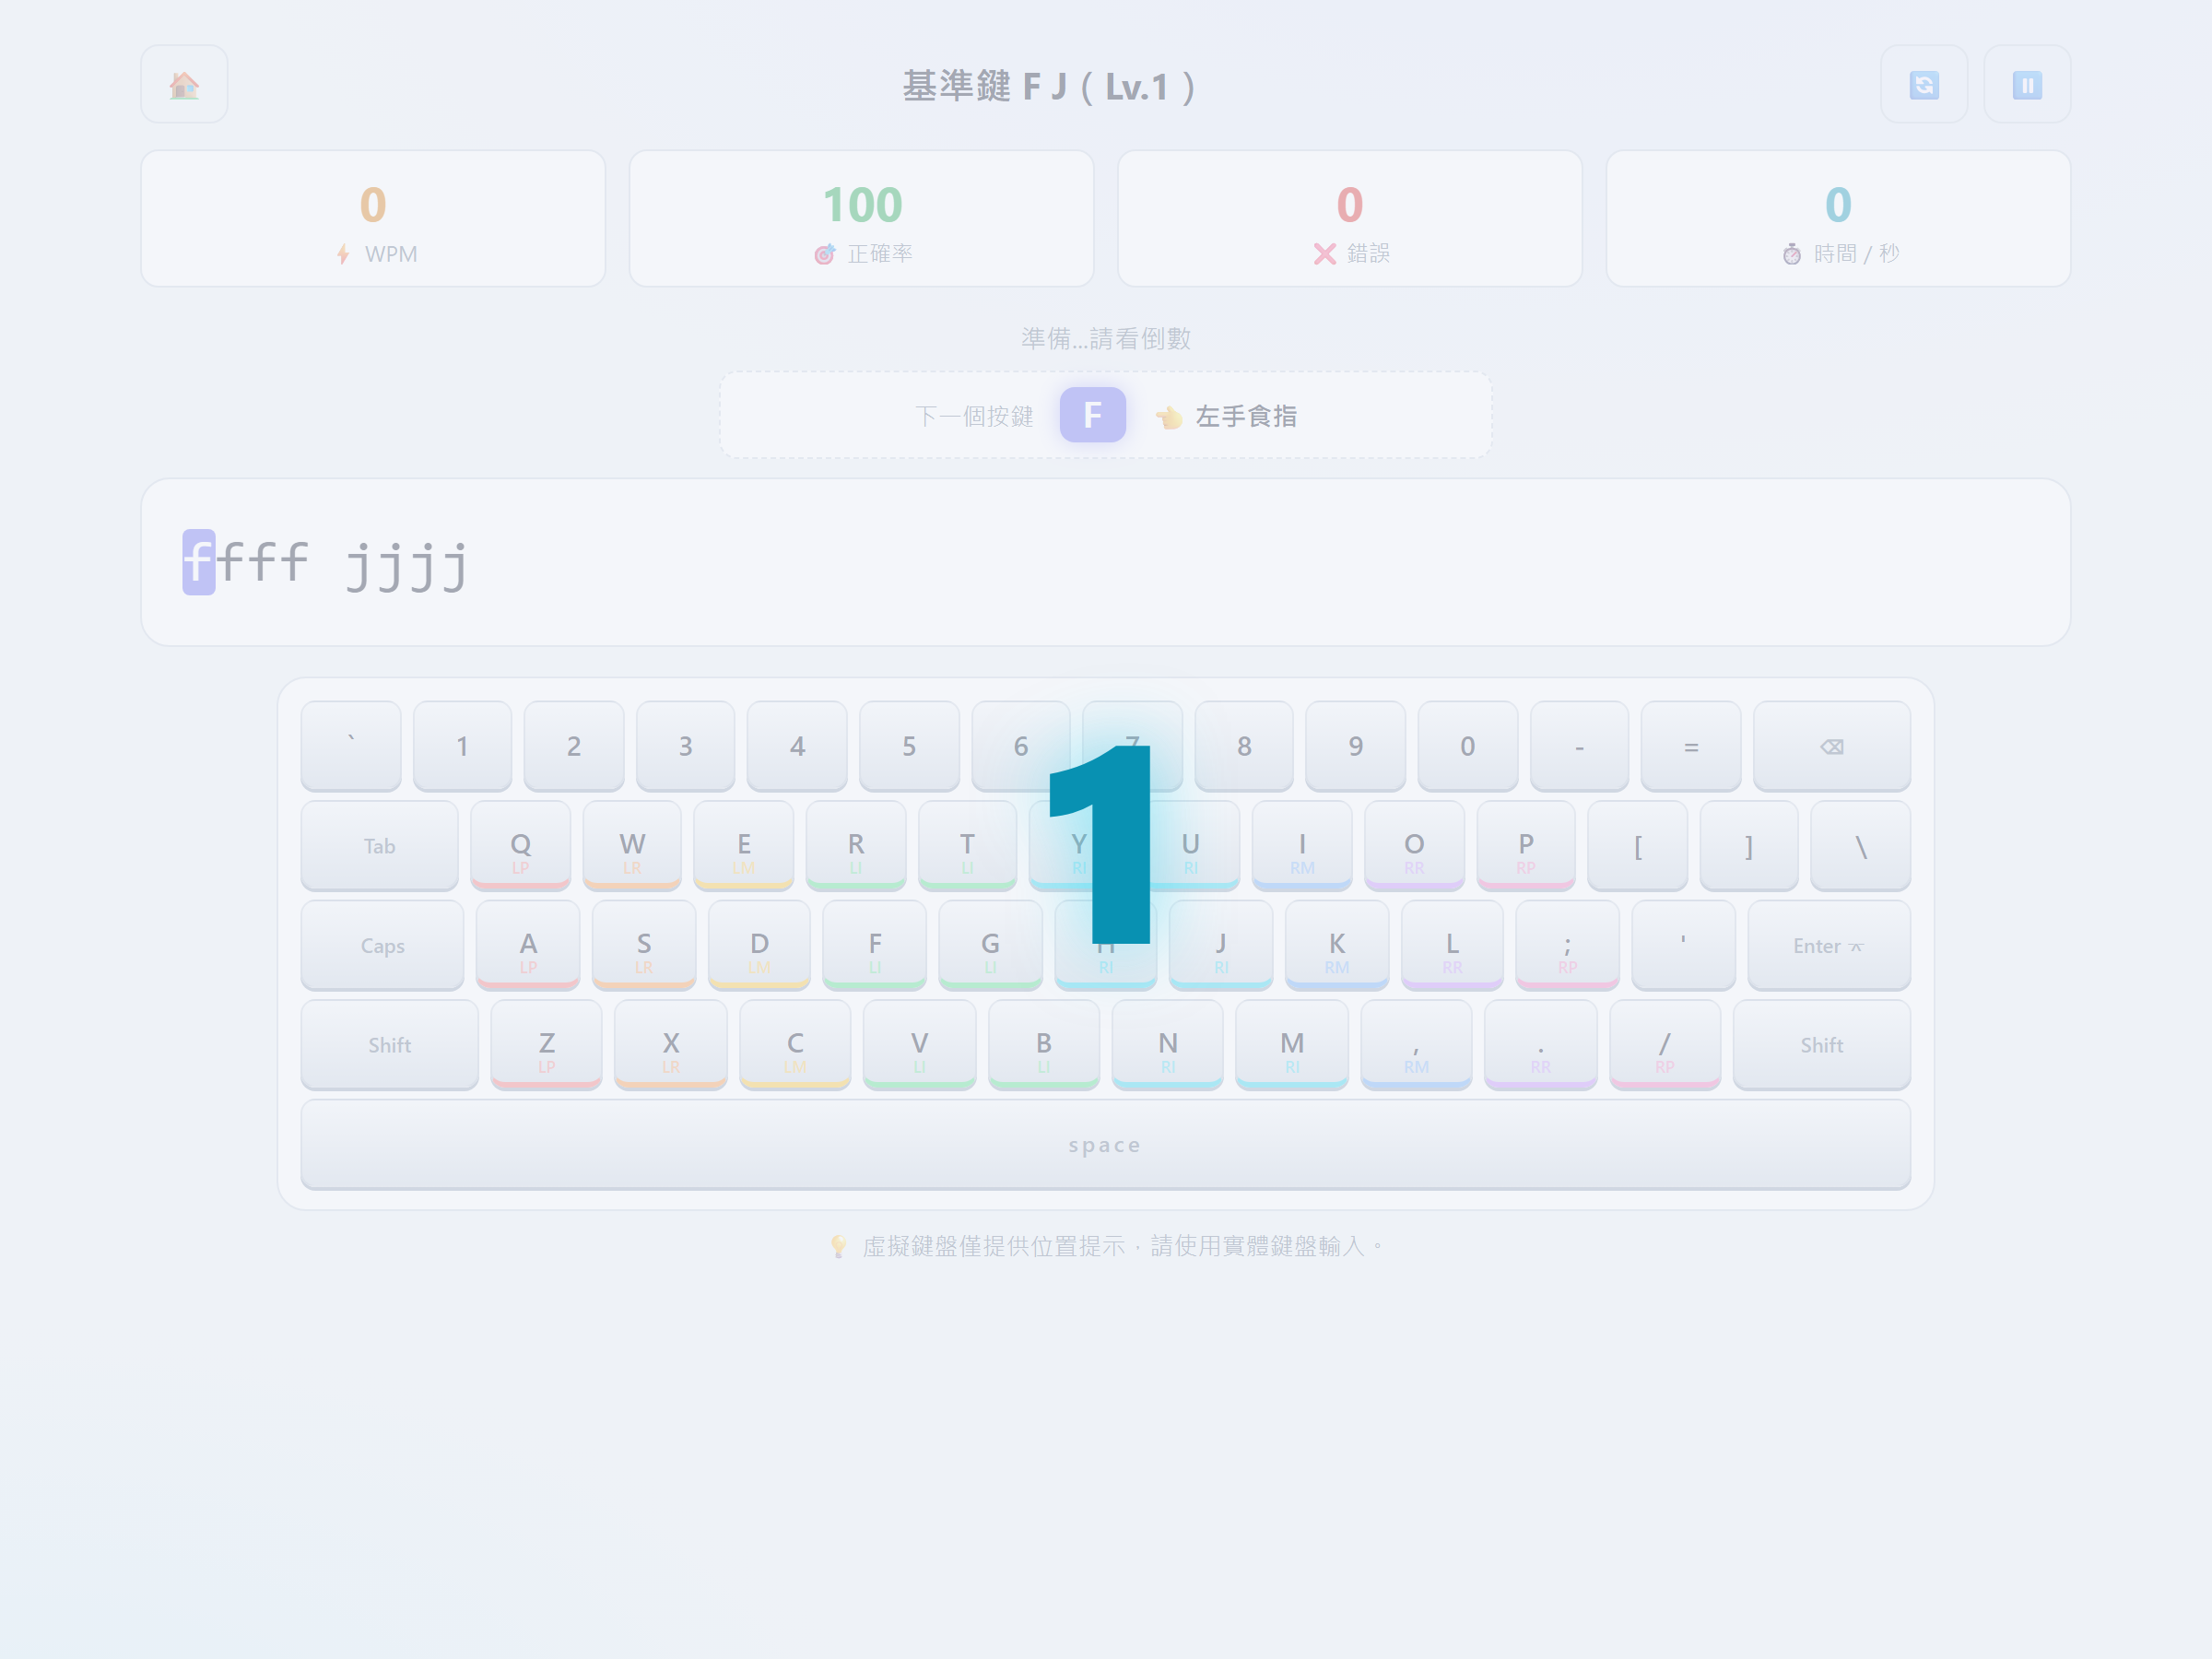 基準鍵 F J ( Lv.1 )
0
WPM
100
正確率
0
錯誤
0
時間 / 秒
準備...請看倒數
下一個按鍵 F 左手食指
ffff jjjj
1
` 1 2 3 4 5 6 7 8 9 0 - = ⌫
Tab Q W E R T Y U I O P [ ] \
LP LR LM LI LI RI RI RM RR RP
Caps A S D F G H J K L ; ' Enter ⌅
LP LR LM LI LI RI RI RM RR RP
Shift Z X C V B N M , . / Shift
LP LR LM LI LI RI RI RM RR RP
space
虛擬鍵盤僅提供位置提示，請使用實體鍵盤輸入。